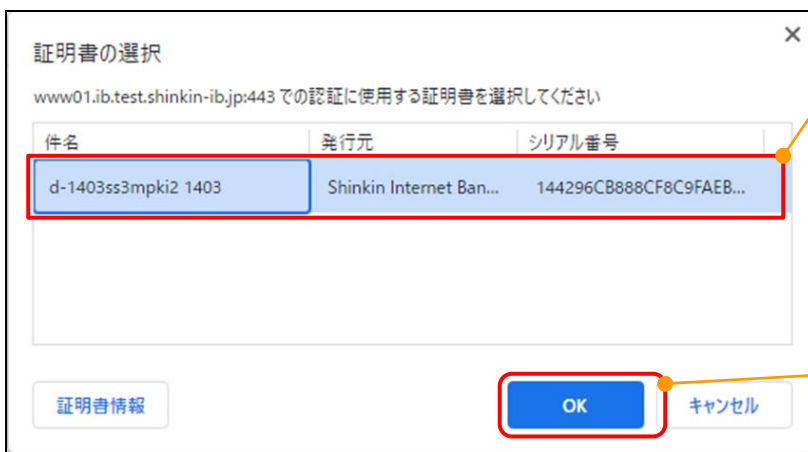 証明書の選択
www01.ib.test.shinkin-ib.jp:443 での認証に使用する証明書を選択してください
件名 発行元 シリアル番号
d-1403ss3mpki2 1403 Shinkin Internet Ban... 144296CB888CF8C9FAEB...
証明書情報 OK キャンセル